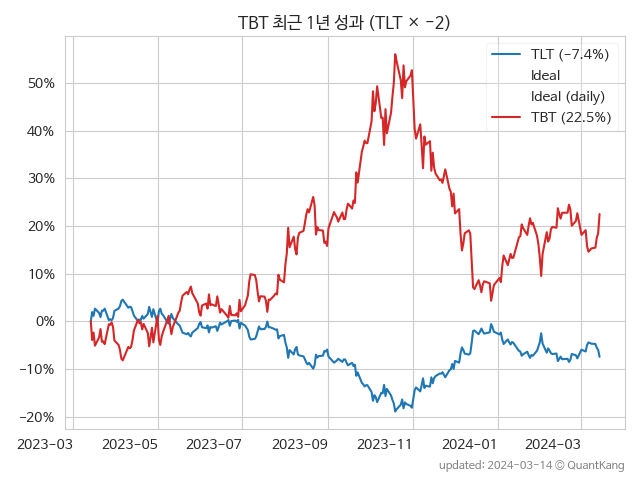 TBT 최근 1년 성과 (TLT × −2)
TLT (−7.4%)
Ideal
Ideal (daily)
TBT (22.5%)
50%
40%
30%
20%
10%
0%
−10%
−20%
2023−03
2023−05
2023−07
2023−09
2023−11
2024−01
2024−03
updated: 2024−03−14 © QuantKang